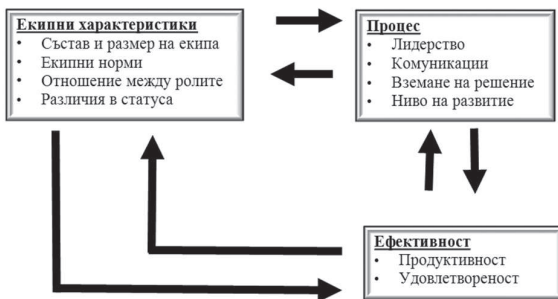 Екипни характеристики
• Състав и размер на екипа
• Екипни норми
• Отношение между ролите
• Различия в статуса
Процес
• Лидерство
• Комуникации
• Вземане на решение
• Ниво на развитие
Ефективност
• Продуктивност
• Удовлетвореност